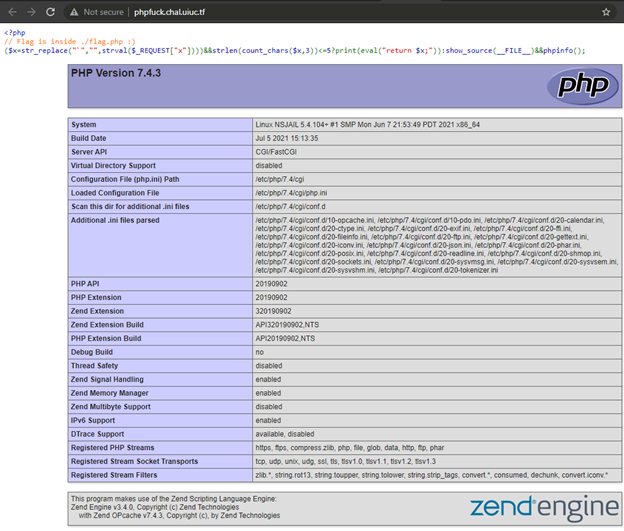 Not secure | phpfuck.chal.uiuc.tf
<?php
// Flag is inside ./flag.php :)
($x=str_replace("`","",strval($_REQUEST["x"])))&&strlen(count_chars($x,3))<=5?print(eval("return $x;")):show_source(__FILE__)&&phpinfo();
PHP Version 7.4.3
php
System Linux NSJAIL 5.4.104+ #1 SMP Mon Jun 7 21:53:49 PDT 2021 x86_64
Build Date Jul 5 2021 15:13:35
Server API CGI/FastCGI
Virtual Directory Support disabled
Configuration File (php.ini) Path /etc/php/7.4/cgi
Loaded Configuration File /etc/php/7.4/cgi/php.ini
Scan this dir for additional .ini files /etc/php/7.4/cgi/conf.d
Additional .ini files parsed /etc/php/7.4/cgi/conf.d/10-opcache.ini, /etc/php/7.4/cgi/conf.d/10-pdo.ini, /etc/php/7.4/cgi/conf.d/20-calendar.ini,
/etc/php/7.4/cgi/conf.d/20-ctype.ini, /etc/php/7.4/cgi/conf.d/20-exif.ini, /etc/php/7.4/cgi/conf.d/20-ffi.ini,
/etc/php/7.4/cgi/conf.d/20-fileinfo.ini, /etc/php/7.4/cgi/conf.d/20-ftp.ini, /etc/php/7.4/cgi/conf.d/20-gettext.ini,
/etc/php/7.4/cgi/conf.d/20-iconv.ini, /etc/php/7.4/cgi/conf.d/20-json.ini, /etc/php/7.4/cgi/conf.d/20-phar.ini,
/etc/php/7.4/cgi/conf.d/20-posix.ini, /etc/php/7.4/cgi/conf.d/20-readline.ini, /etc/php/7.4/cgi/conf.d/20-shmop.ini,
/etc/php/7.4/cgi/conf.d/20-sockets.ini, /etc/php/7.4/cgi/conf.d/20-sysvmsg.ini, /etc/php/7.4/cgi/conf.d/20-sysvsem.ini,
/etc/php/7.4/cgi/conf.d/20-sysvshm.ini, /etc/php/7.4/cgi/conf.d/20-tokenizer.ini
PHP API 20190902
PHP Extension 20190902
Zend Extension 320190902
Zend Extension Build API320190902,NTS
PHP Extension Build API20190902,NTS
Debug Build no
Thread Safety disabled
Zend Signal Handling enabled
Zend Memory Manager enabled
Zend Multibyte Support disabled
IPv6 Support enabled
DTrace Support available, disabled
Registered PHP Streams https, ftps, compress.zlib, php, file, glob, data, http, ftp, phar
Registered Stream Socket Transports tcp, udp, unix, udg, ssl, tls, tlsv1.0, tlsv1.1, tlsv1.2, tlsv1.3
Registered Stream Filters zlib.*, string.rot13, string.toupper, string.tolower, string.strip_tags, convert.*, consumed, dechunk, convert.iconv.*
This program makes use of the Zend Scripting Language Engine:
Zend Engine v3.4.0, Copyright (c) Zend Technologies
with Zend OPcache v7.4.3, Copyright (c), by Zend Technologies
zend engine